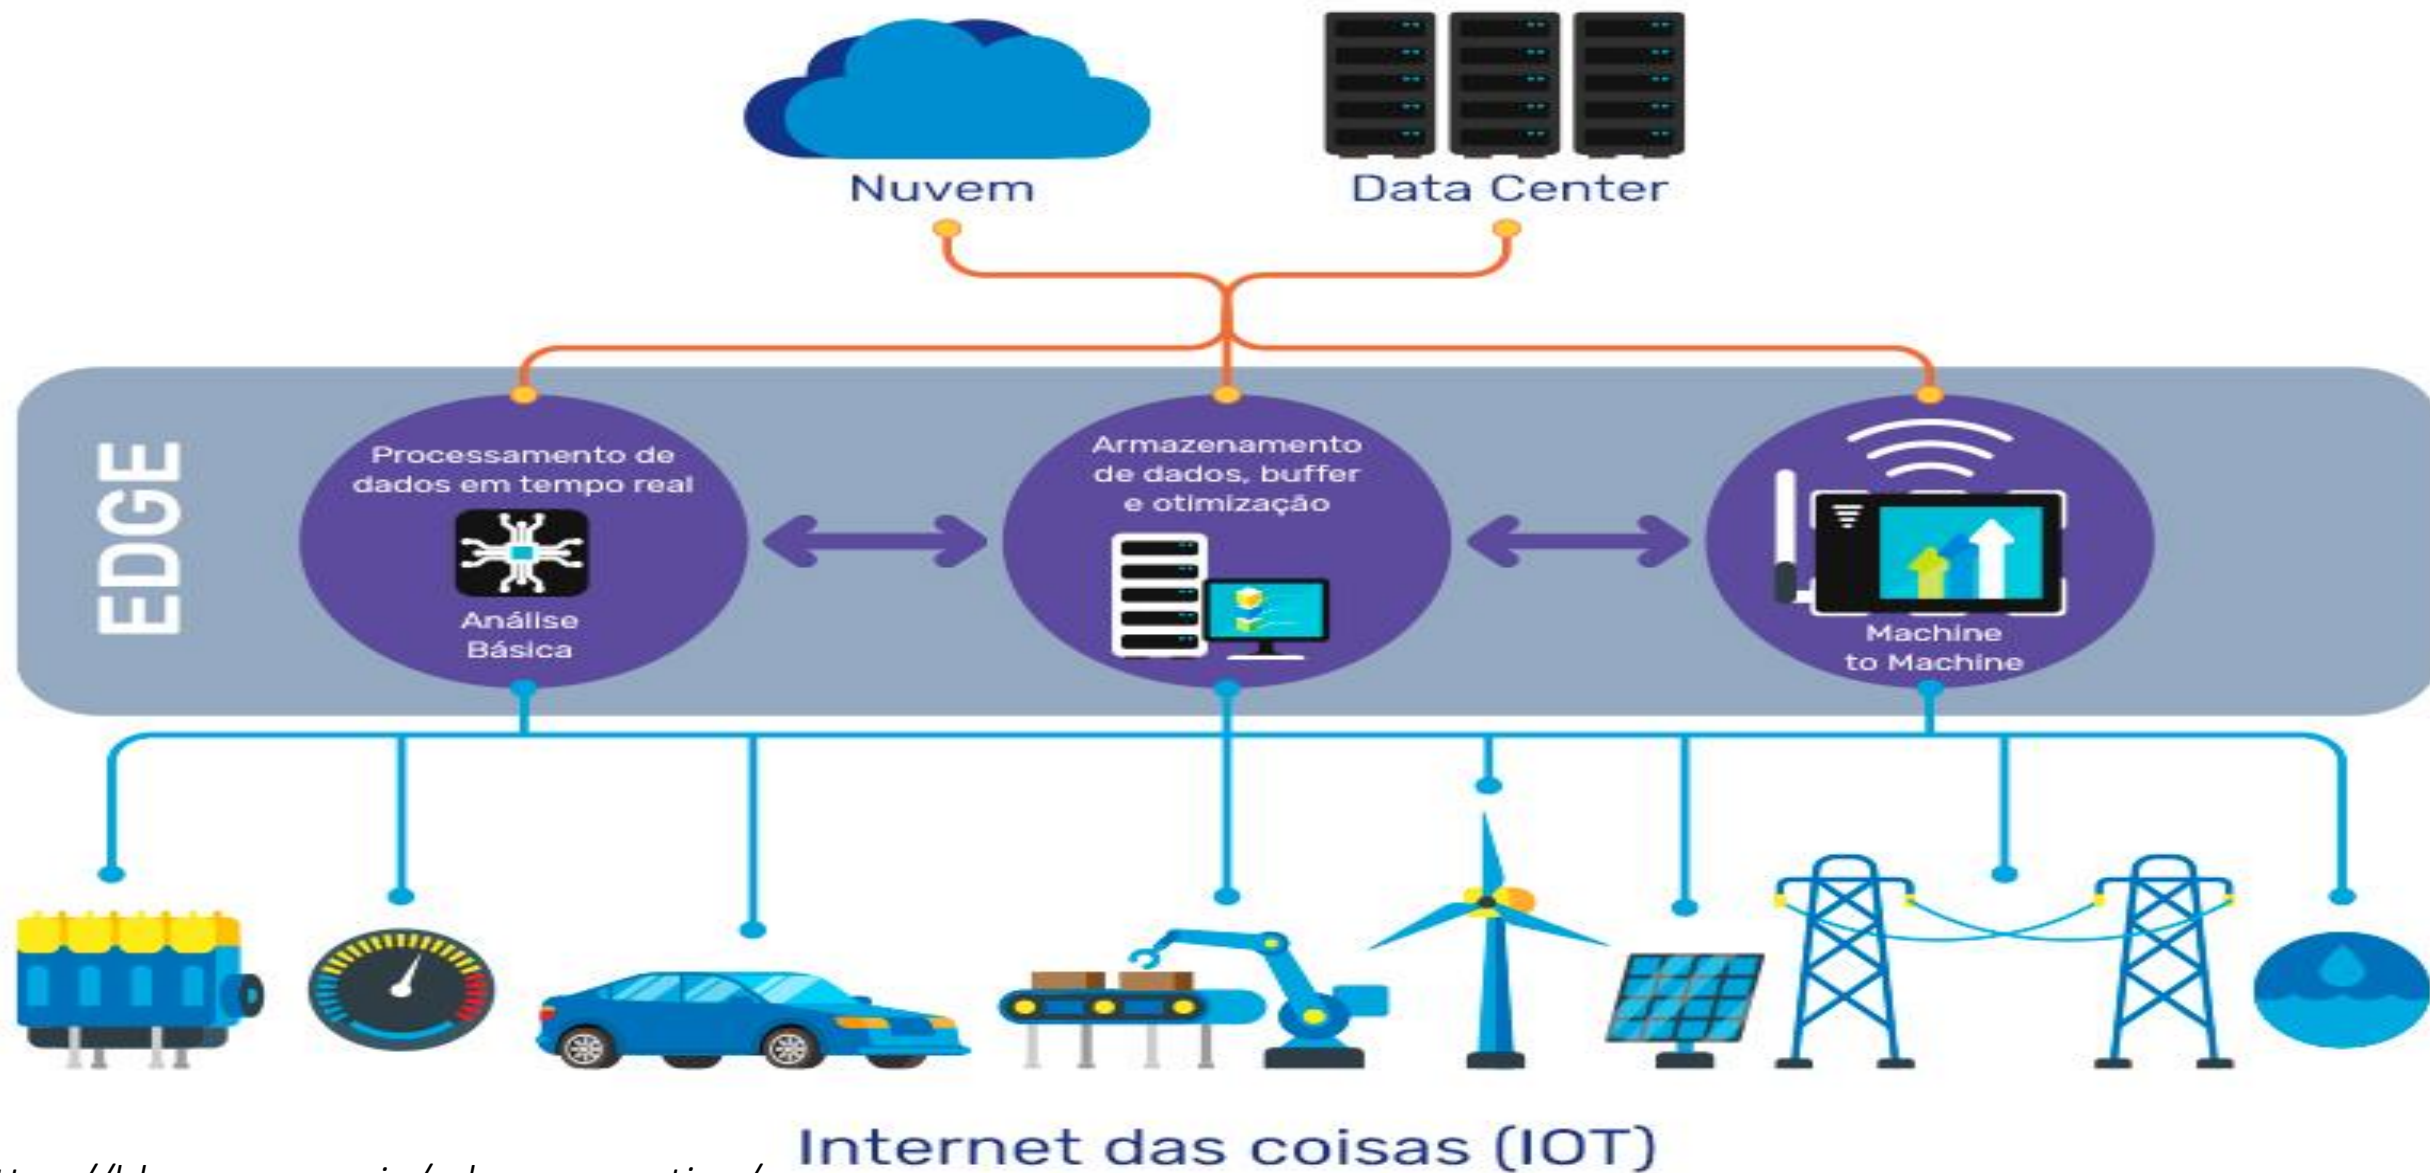 Nuvem
Data Center
EDGE
Processamento de
dados em tempo real
Análise
Básica
Armazenamento
de dados, buffer
e otimização
Machine
to Machine
Internet das coisas (IOT)